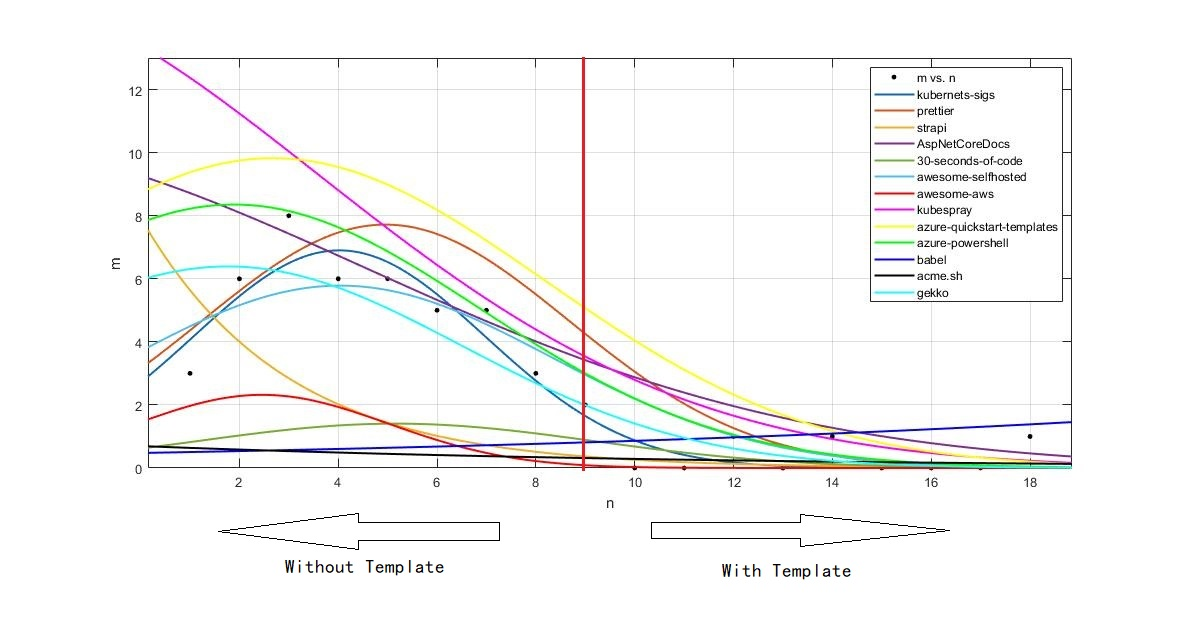 12
10
8
6
4
2
0
m
2 4 6 8 10 12 14 16 18
n
m vs. n
kubernets-sigs
prettier
strapi
AspNetCoreDocs
30-seconds-of-code
awesome-selfhosted
awesome-aws
kubespray
azure-quickstart-templates
azure-powershell
babel
acme.sh
gekko
Without Template
With Template